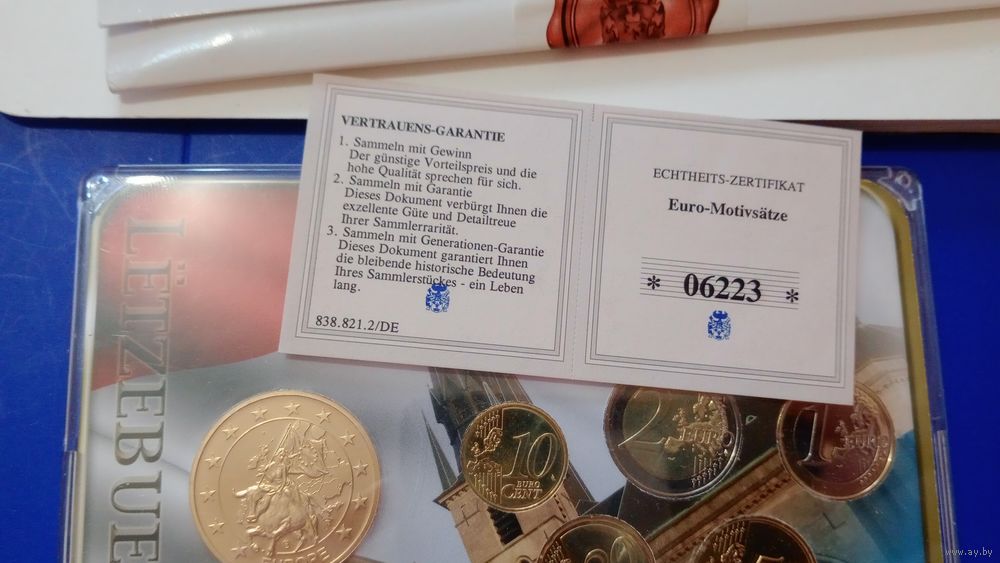 VERTRAUENS-GARANTIE
1. Sammeln mit Gewinn
Der günstige Vorteilspreis und die
hohe Qualität sprechen für sich.
2. Sammeln mit Garantie
Dieses Dokument verbürgt Ihnen die
exzellente Güte und Detailtreue
Ihrer Sammlerrarität.
3. Sammeln mit Generationen-Garantie
Dieses Dokument garantiert Ihnen
die bleibende historische Bedeutung
Ihres Sammlerstückes - ein Leben
lang.
838.821.2/DE
ECHTHEITS-ZERTIFIKAT
Euro-Motivsätze
* 06223 *
LËTZEBUE
10
EURO
CENT
2
EURO
1
EURO
www.ay.by